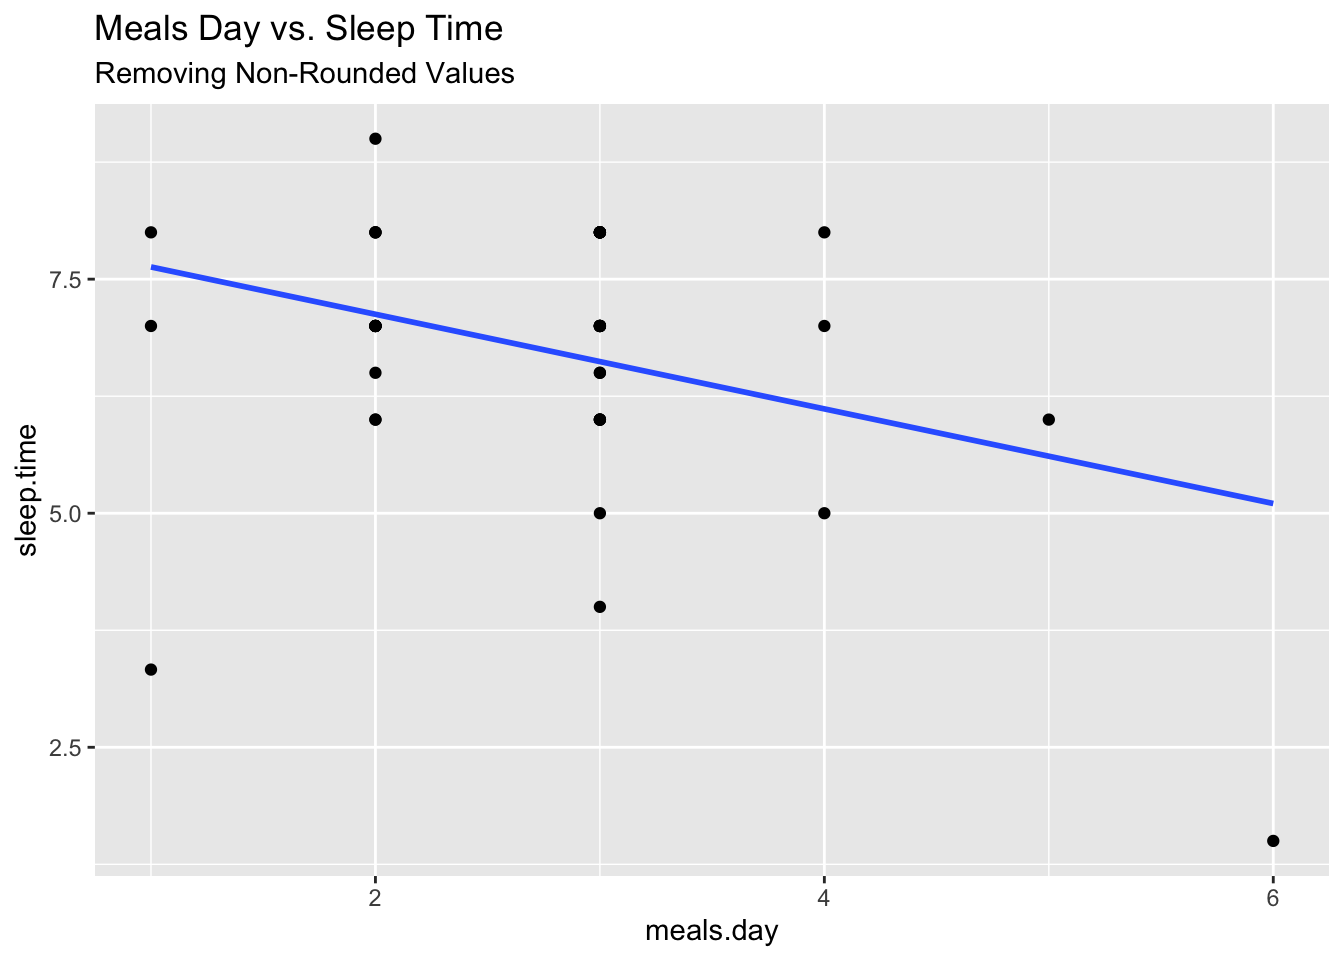 Meals Day vs. Sleep Time
Removing Non-Rounded Values
7.5
5.0
2.5
sleep.time
2 4 6
meals.day